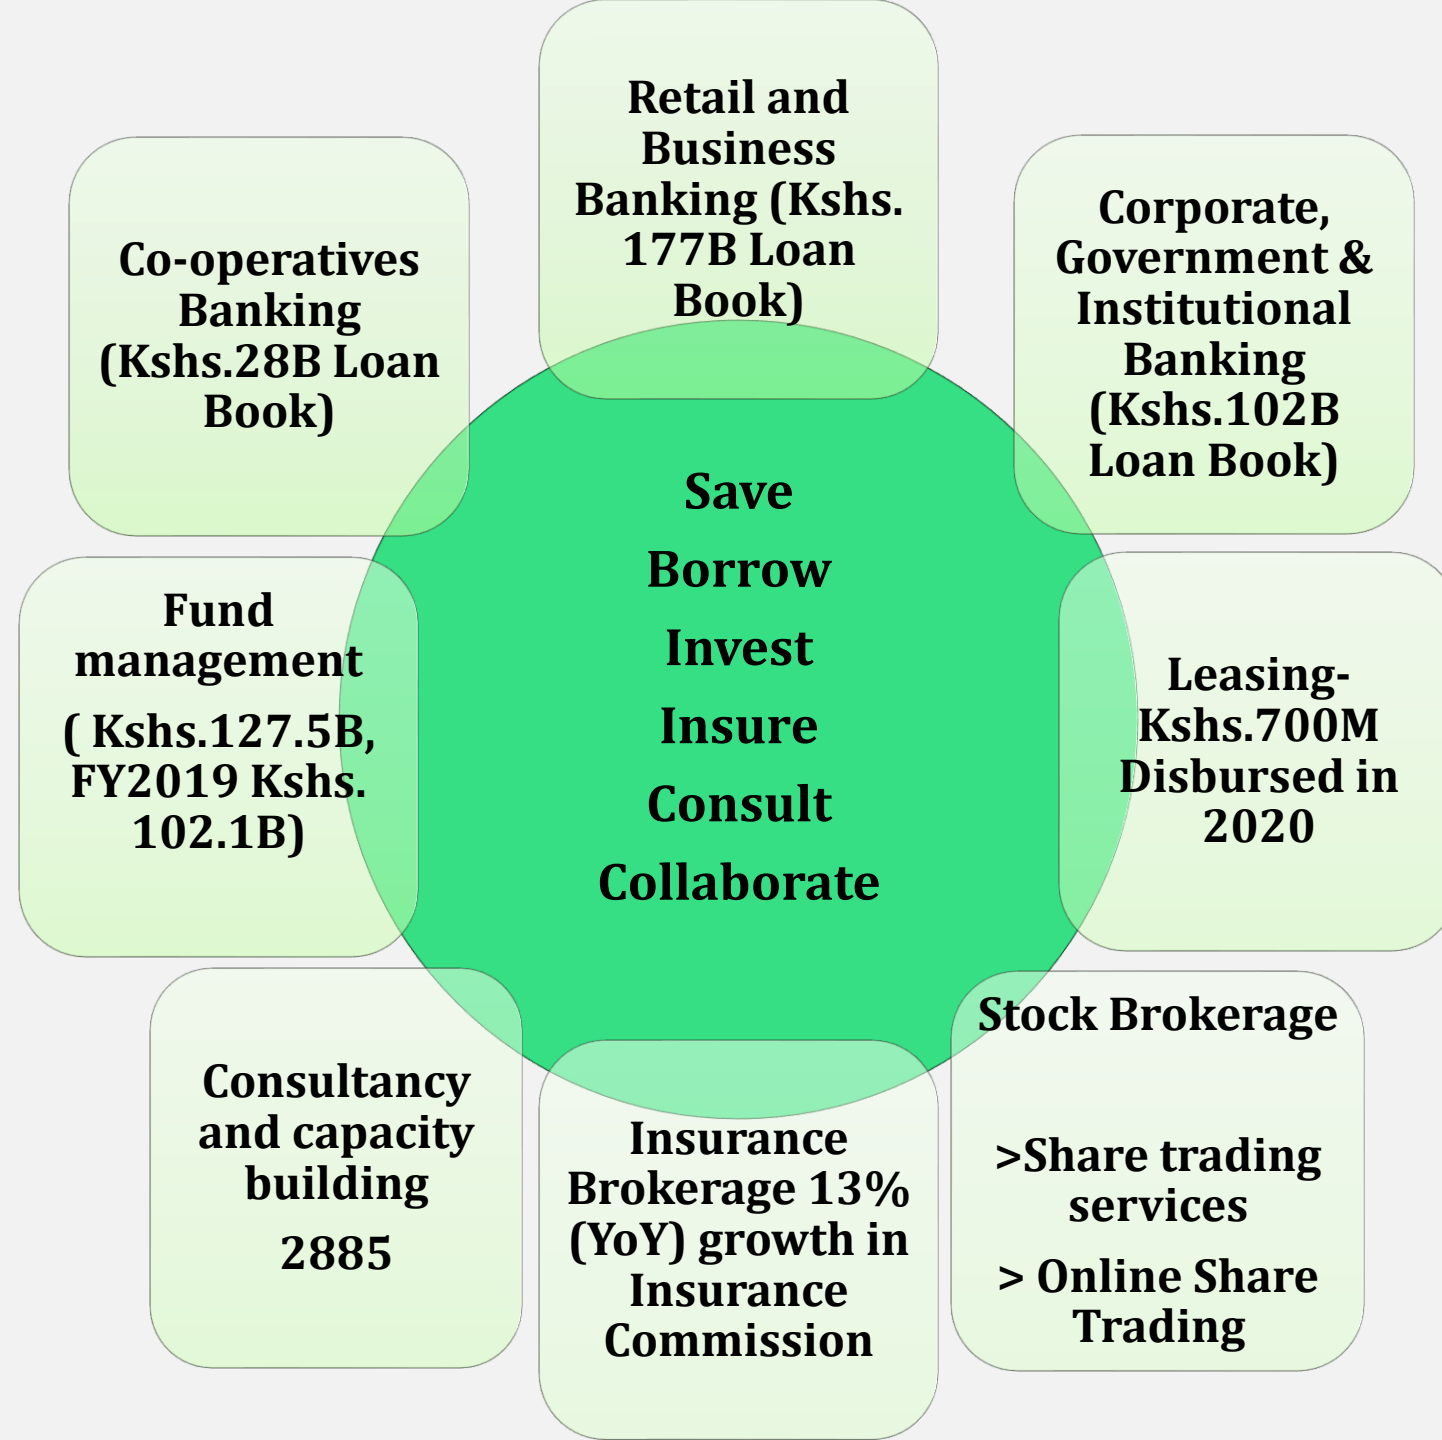 Retail and
Business
Banking (Kshs.
177B Loan
Book)
Corporate,
Government &
Institutional
Banking
(Kshs.102B
Loan Book)
Leasing-
Kshs.700M
Disbursed in
2020
Stock Brokerage
>Share trading
services
> Online Share
Trading
Insurance
Brokerage 13%
(YoY) growth in
Insurance
Commission
Consultancy
and capacity
building
2885
Fund
management
( Kshs.127.5B,
FY2019 Kshs.
102.1B)
Co-operatives
Banking
(Kshs.28B Loan
Book)
Save
Borrow
Invest
Insure
Consult
Collaborate